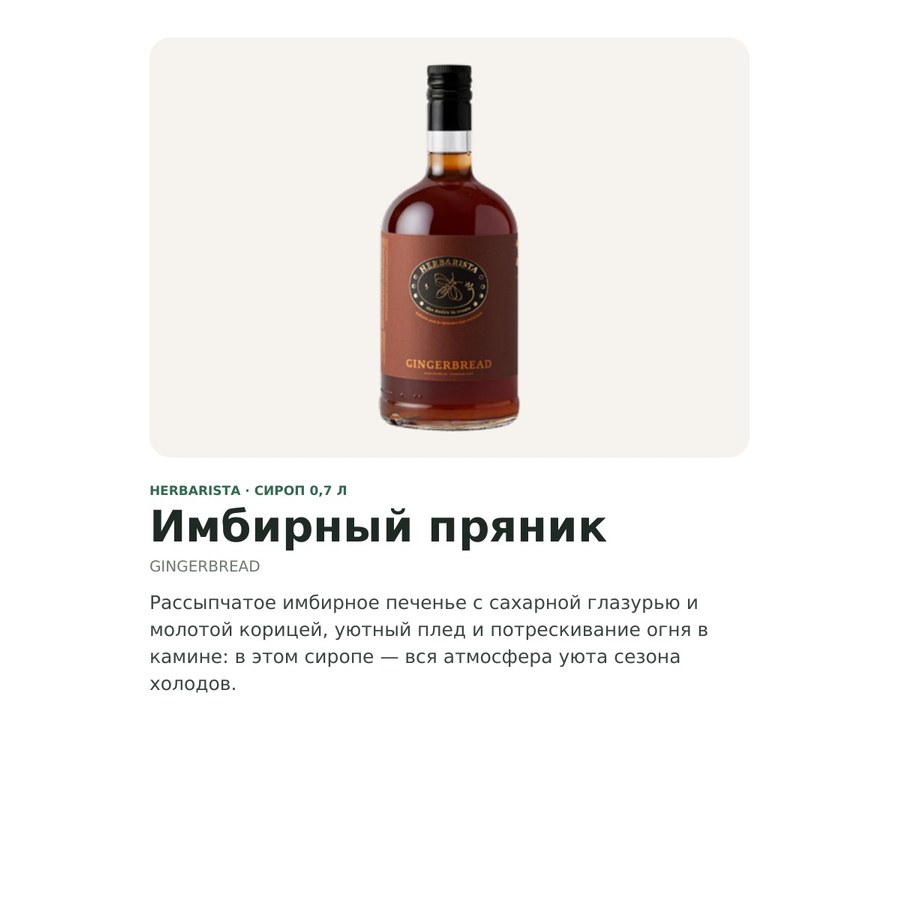 HERBARISTA
GINGERBREAD
HERBARISTA · СИРОП 0,7 Л
Имбирный пряник
GINGERBREAD
Рассыпчатое имбирное печенье с сахарной глазурью и
молотой корицей, уютный плед и потрескивание огня в
камине: в этом сиропе — вся атмосфера уюта сезона
холодов.